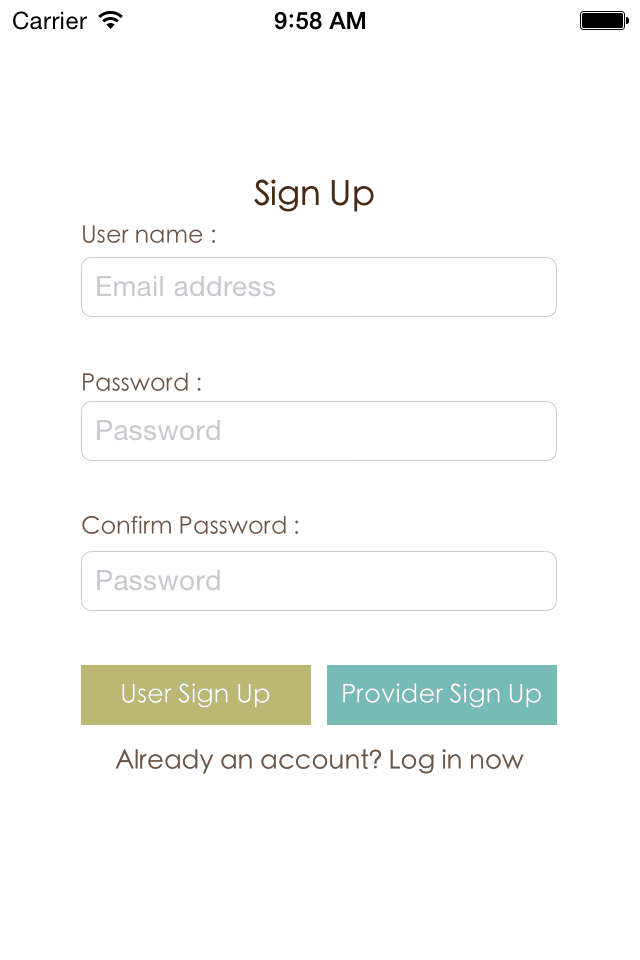 Carrier 9:58 AM
Sign Up
User name :
Email address
Password :
Password
Confirm Password :
Password
User Sign Up Provider Sign Up
Already an account? Log in now